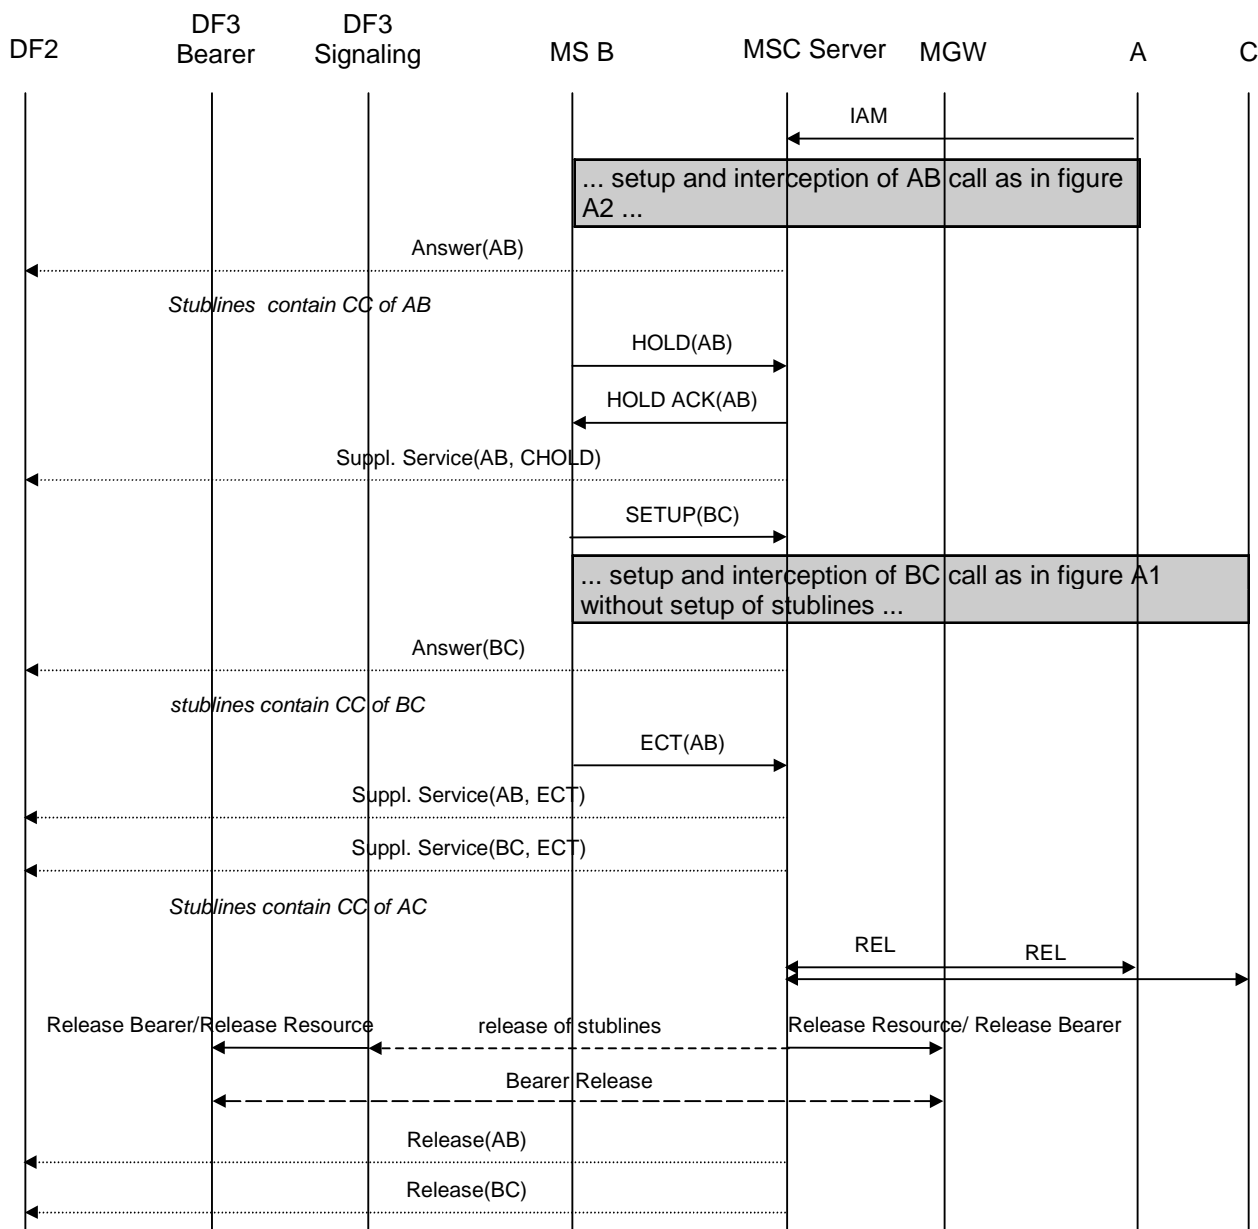 DF2
DF3
Bearer
DF3
Signaling
MS B
MSC Server
MGW
A
C
IAM
... setup and interception of AB call as in figure
A2 ...
Answer(AB)
Stublines contain CC of AB
HOLD(AB)
HOLD ACK(AB)
Suppl. Service(AB, CHOLD)
SETUP(BC)
... setup and interception of BC call as in figure A1
without setup of stublines ...
Answer(BC)
stublines contain CC of BC
ECT(AB)
Suppl. Service(AB, ECT)
Suppl. Service(BC, ECT)
Stublines contain CC of AC
REL
REL
Release Bearer/Release Resource
release of stublines
Release Resource/ Release Bearer
Bearer Release
Release(AB)
Release(BC)